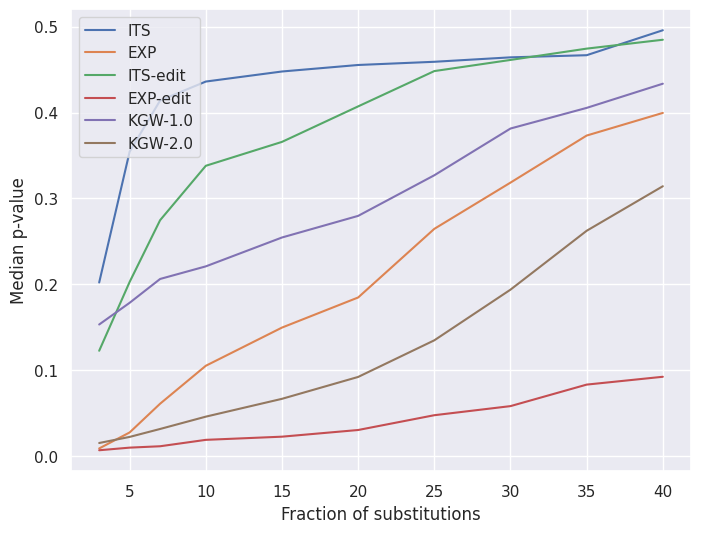 ITS
EXP
ITS-edit
EXP-edit
KGW-1.0
KGW-2.0
0.5
0.4
0.3
0.2
0.1
0.0
Median p-value
5 10 15 20 25 30 35 40
Fraction of substitutions